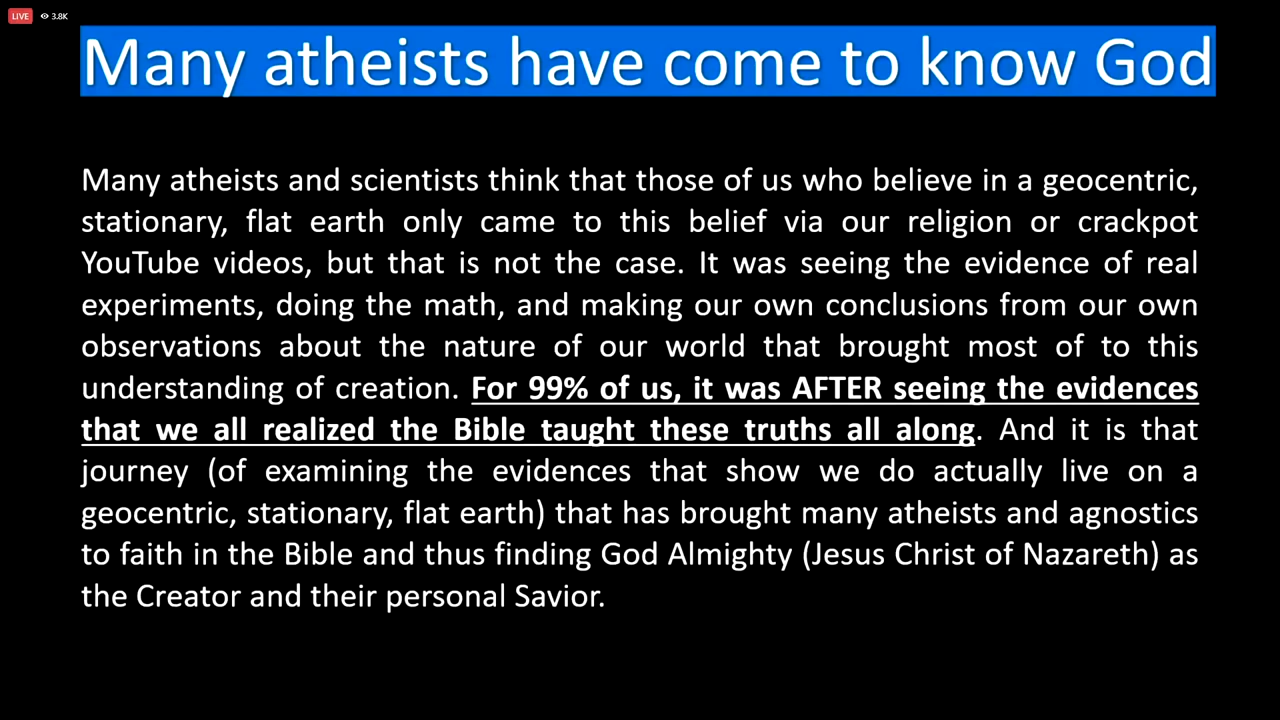 LIVE 3.8K
Many atheists have come to know God
Many atheists and scientists think that those of us who believe in a geocentric,
stationary, flat earth only came to this belief via our religion or crackpot
YouTube videos, but that is not the case. It was seeing the evidence of real
experiments, doing the math, and making our own conclusions from our own
observations about the nature of our world that brought most of to this
understanding of creation. For 99% of us, it was AFTER seeing the evidences
that we all realized the Bible taught these truths all along. And it is that
journey (of examining the evidences that show we do actually live on a
geocentric, stationary, flat earth) that has brought many atheists and agnostics
to faith in the Bible and thus finding God Almighty (Jesus Christ of Nazareth) as
the Creator and their personal Savior.